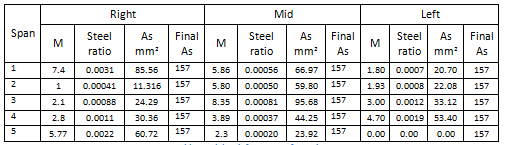 Span Right Mid Left
M Steel ratio As mm² Final As M Steel ratio As mm² Final As M Steel ratio As mm² Final As
1 7.4 0.0031 85.56 157 5.86 0.00056 66.97 157 1.80 0.0007 20.70 157
2 1 0.00041 11.316 157 5.80 0.00050 59.80 157 1.93 0.0008 22.08 157
3 2.1 0.00088 24.29 157 8.35 0.00081 95.68 157 3.00 0.0012 33.12 157
4 2.8 0.0011 30.36 157 3.89 0.00037 44.25 157 4.70 0.0019 53.40 157
5 5.77 0.0022 60.72 157 2.3 0.00020 23.92 157 0.00 0.00 0.00 157